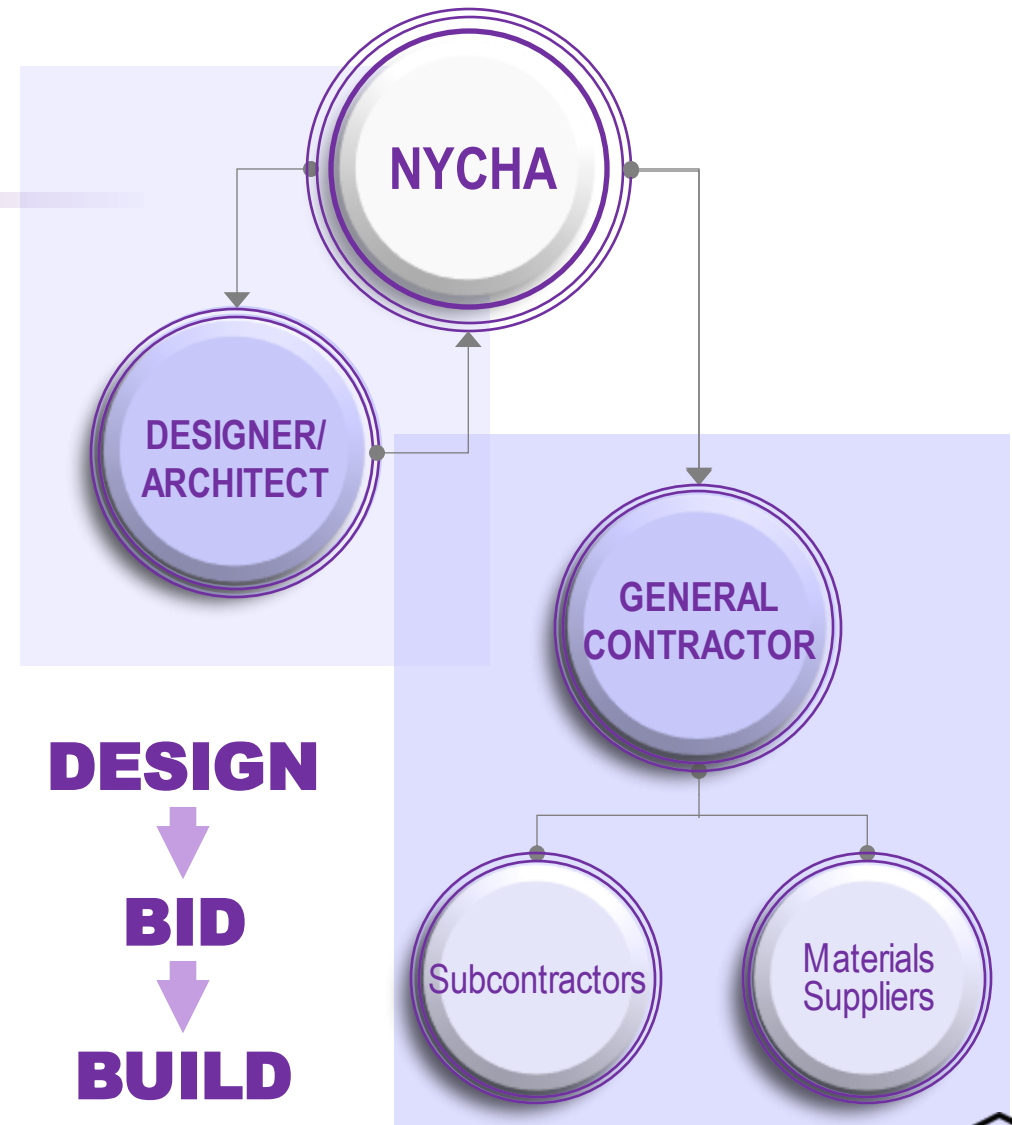 NYCHA
DESIGNER/
ARCHITECT
GENERAL
CONTRACTOR
DESIGN
BID
BUILD
Subcontractors
Materials
Suppliers